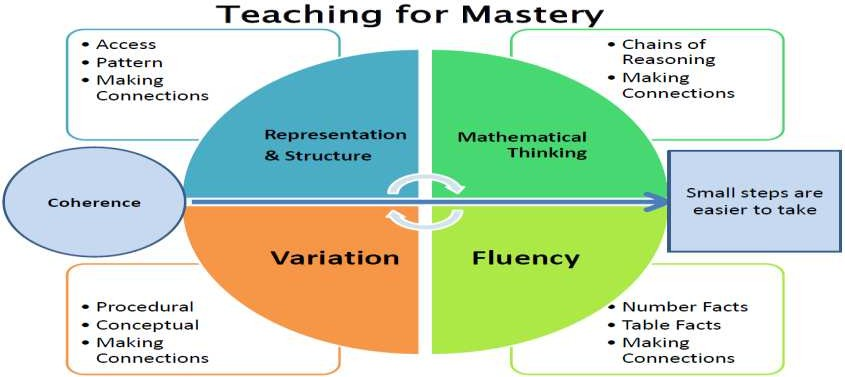 Teaching for Mastery
• Access
• Pattern
• Making
Connections
• Chains of
Reasoning
• Making
Connections
Representation
& Structure
Mathematical
Thinking
Coherence
Small steps are
easier to take
Variation
Fluency
• Procedural
• Conceptual
• Making
Connections
• Number Facts
• Table Facts
• Making
Connections